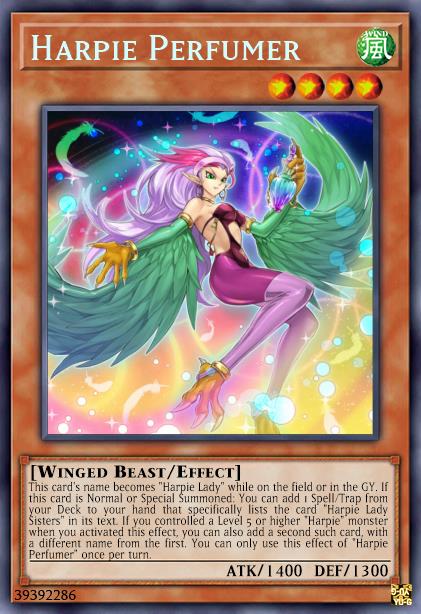 Harpie Perfumer
WIND
風
[Winged Beast/Effect]
This card's name becomes "Harpie Lady" while on the field or in the GY. If
this card is Normal or Special Summoned: You can add 1 Spell/Trap from
your Deck to your hand that specifically lists the card "Harpie Lady
Sisters" in its text. If you controlled a Level 5 or higher "Harpie" monster
when you activated this effect, you can also add a second such card, with
a different name from the first. You can only use this effect of "Harpie
Perfumer" once per turn.
ATK/1400 DEF/1300
39392286